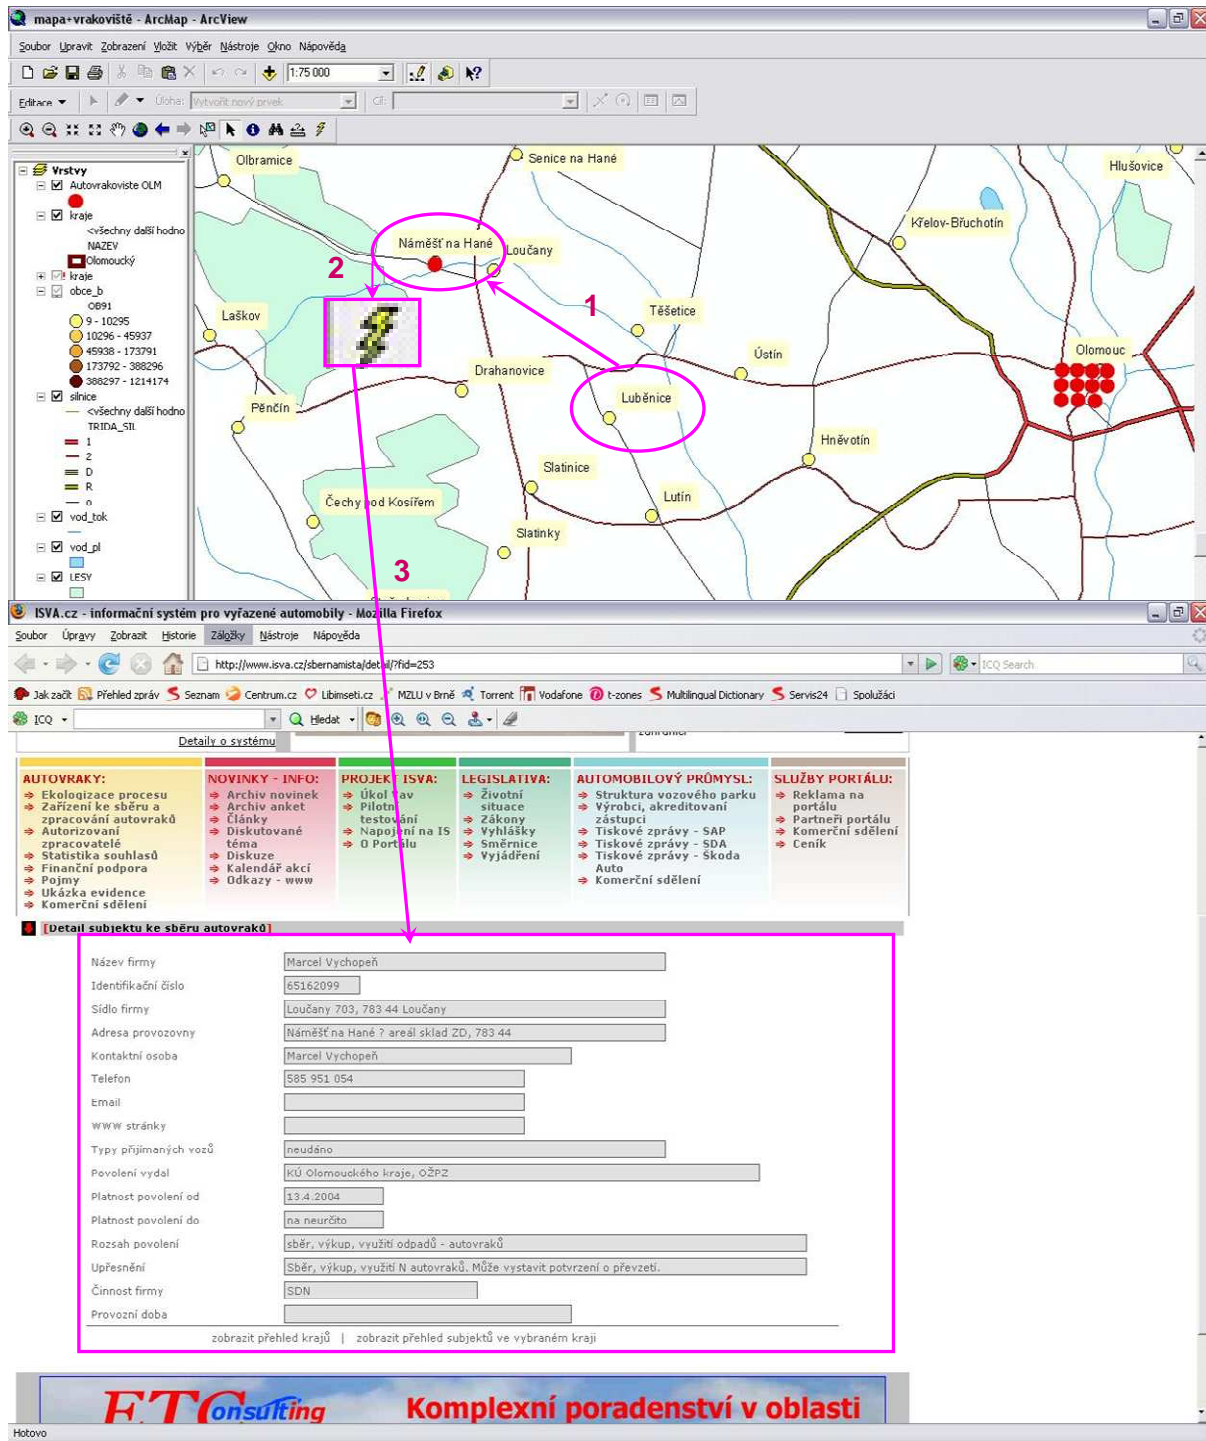 mapa+vrakoviště - ArcMap - ArcView
Soubor Upravit Zobrazení Vložit Výběr Nástroje Okno Nápověda
1:75 000
Editace Úloha: Vytvořit nový prvek Cíl:
Vrstvy
Autovrakoviste OLM
kraje
<všechny další hodno
NAZEV
Olomoucký
kraje
obce_b
OB91
9 - 10295
10296 - 45937
45938 - 173791
173792 - 388296
388297 - 1214174
silnice
<všechny další hodno
TRIDA_SIL
1
2
D
R
o
vod_tok
vod_pl
LESY
Olbramice
Senice na Hané
Hlušovice
Křelov-Břuchotín
Náměšť na Hané
Loučany
2
1
Laškov
Těšetice
Ústín
Olomouc
Drahanovice
Luběnice
Pěnčín
Hněvotín
Slatinice
Čechy pod Kosířem
Lutín
Slatinky
3
ISVA.cz - informační systém pro vyřazené automobily - Mozilla Firefox
Soubor Úpravy Zobrazit Historie Záložky Nástroje Nápověda
http://www.isva.cz/sbernamista/detail/?fid=253
ICQ Search
Jak začít Přehled zpráv Seznam Centrum.cz Libimseti.cz MZLU v Brně Torrent Vodafone t-zones Multilingual Dictionary Servis24 Spolužáci
ICQ Hledat
Detaily o systému
zahraničí
AUTOVRAKY:
Ekologizace procesu
Zařízení ke sběru a
zpracování autovraků
Autorizovaní
zpracovatelé
Statistika souhlasů
Finanční podpora
Pojmy
Ukázka evidence
Komerční sdělení
NOVINKY - INFO:
Archiv novinek
Archiv anket
Články
Diskutované
téma
Diskuze
Kalendář akcí
Odkazy - www
PROJEKT ISVA:
Úkol VaV
Pilotní
testování
Napojení na IS
O Portálu
LEGISLATIVA:
Životní
situace
Zákony
Vyhlášky
Směrnice
Vyjádření
AUTOMOBILOVÝ PRŮMYSL:
Struktura vozového parku
Výrobci, akreditovaní
zástupci
Tiskové zprávy - SAP
Tiskové zprávy - SDA
Tiskové zprávy - Škoda
Auto
Komerční sdělení
SLUŽBY PORTÁLU:
Reklama na
portálu
Partneři portálu
Komerční sdělení
Ceník
[Detail subjektu ke sběru autovraků]
Název firmy Marcel Vychopeň
Identifikační číslo 65162099
Sídlo firmy Loučany 703, 783 44 Loučany
Adresa provozovny Náměšť na Hané ? areál sklad ZD, 783 44
Kontaktní osoba Marcel Vychopeň
Telefon 585 951 054
Email
WWW stránky
Typy přijímaných vozů neudáno
Povolení vydal KÚ Olomouckého kraje, OŽPZ
Platnost povolení od 13.4.2004
Platnost povolení do na neurčito
Rozsah povolení sběr, výkup, využití odpadů - autovraků
Upřesnění Sběr, výkup, využití N autovraků. Může vystavit potvrzení o převzetí.
Činnost firmy SDN
Provozní doba
zobrazit přehled krajů | zobrazit přehled subjektů ve vybraném kraji
ETConsulting Komplexní poradenství v oblasti
Hotovo